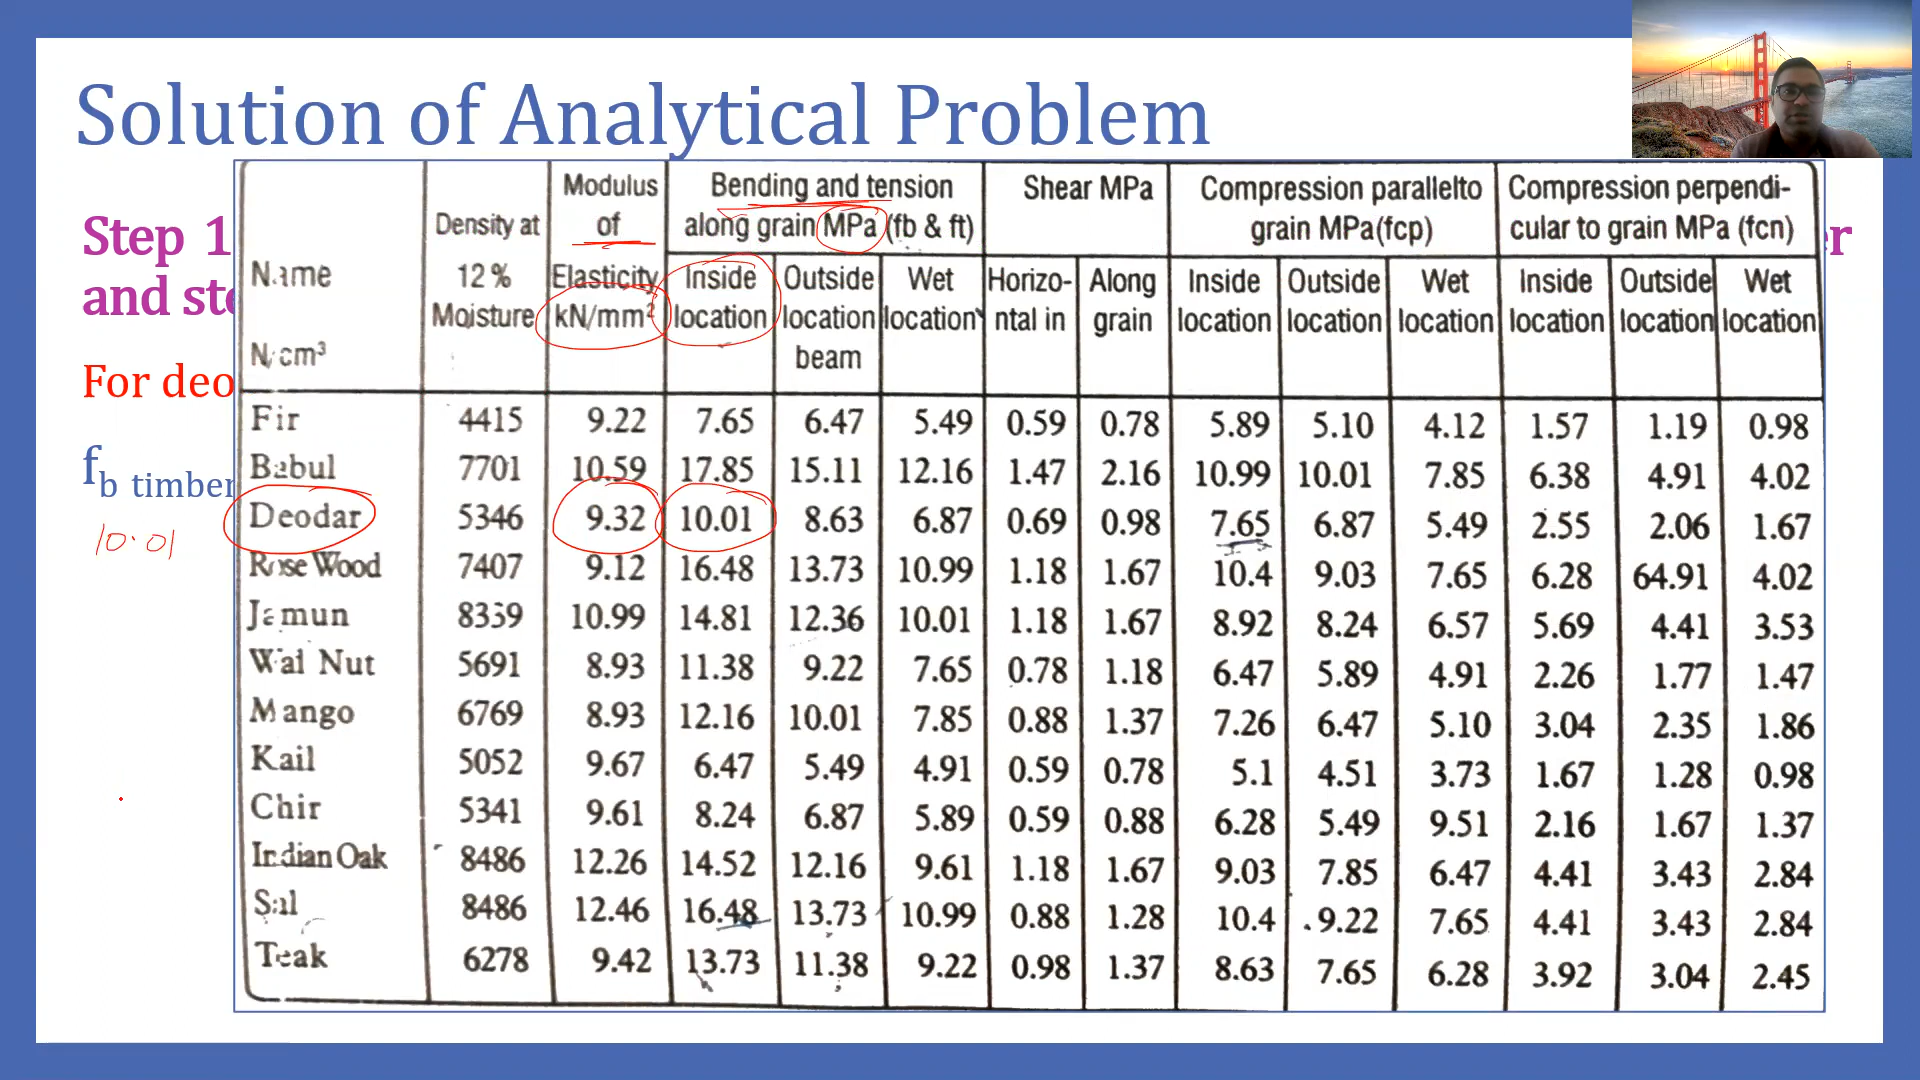 Solution of Analytical Problem
Step 1
er
and ste
For deo
fb timber
10.01
Name Density at Modulus of Bending and tension Shear MPa Compression parallelto Compression perpendi-
along grain MPa (fb & ft) grain MPa(fcp) cular to grain MPa (fcn)
12% Elasticity Inside Outside Wet Horizo- Along Inside Outside Wet Inside Outside Wet
Moisture kN/mm² location location location ntal in grain location location location location location location
N/cm³ beam
Fir 4415 9.22 7.65 6.47 5.49 0.59 0.78 5.89 5.10 4.12 1.57 1.19 0.98
Babul 7701 10.59 17.85 15.11 12.16 1.47 2.16 10.99 10.01 7.85 6.38 4.91 4.02
Deodar 5346 9.32 10.01 8.63 6.87 0.69 0.98 7.65 6.87 5.49 2.55 2.06 1.67
Rose Wood 7407 9.12 16.48 13.73 10.99 1.18 1.67 10.4 9.03 7.65 6.28 64.91 4.02
Jamun 8339 10.99 14.81 12.36 10.01 1.18 1.67 8.92 8.24 6.57 5.69 4.41 3.53
Wal Nut 5691 8.93 11.38 9.22 7.65 0.78 1.18 6.47 5.89 4.91 2.26 1.77 1.47
Mango 6769 8.93 12.16 10.01 7.85 0.88 1.37 7.26 6.47 5.10 3.04 2.35 1.86
Kail 5052 9.67 6.47 5.49 4.91 0.59 0.78 5.1 4.51 3.73 1.67 1.28 0.98
Chir 5341 9.61 8.24 6.87 5.89 0.59 0.88 6.28 5.49 9.51 2.16 1.67 1.37
Indian Oak 8486 12.26 14.52 12.16 9.61 1.18 1.67 9.03 7.85 6.47 4.41 3.43 2.84
Sal 8486 12.46 16.48 13.73 10.99 0.88 1.28 10.4 9.22 7.65 4.41 3.43 2.84
Teak 6278 9.42 13.73 11.38 9.22 0.98 1.37 8.63 7.65 6.28 3.92 3.04 2.45